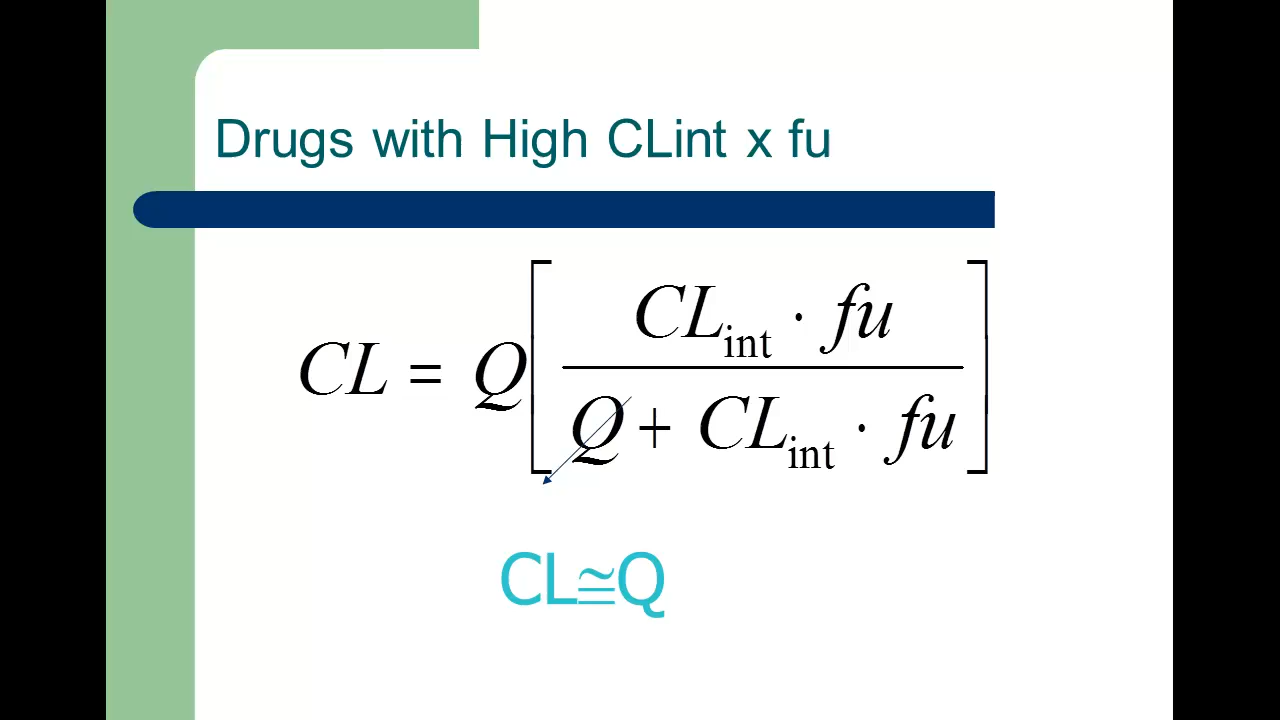 Drugs with High CLint x fu
CL = Q[ CL_int · fu / Q + CL_int · fu ]
CL≅Q